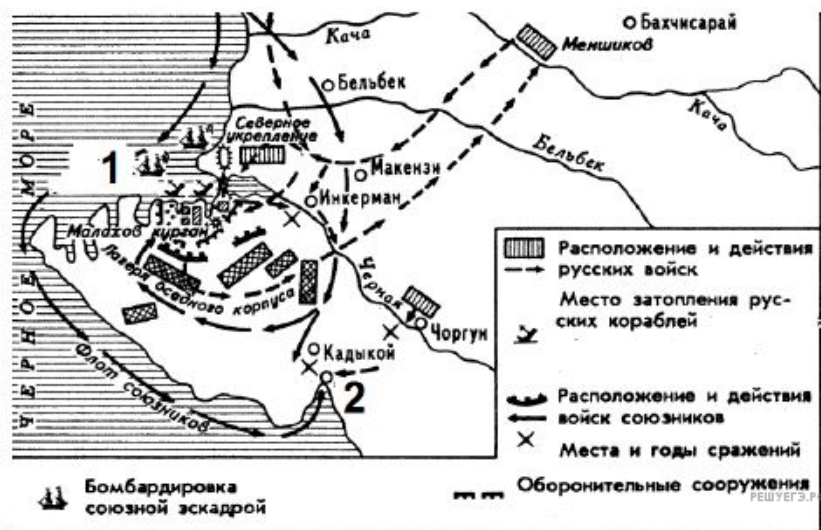 Бахчисарай
Меншиков
Кача
Кача
Бельбек
Бельбек
Северное
укрепление
Макензи
Инкерман
1
Малахов курган
Лагерь осадного корпуса
Черная
Чоргун
Кадыкой
2
Флот союзников
ЧЕРНОЕ МОРЕ
Расположение и действия
русских войск
Место затопления рус-
ских кораблей
Расположение и действия
войск союзников
Места и годы сражений
Оборонительные сооружения
Бомбардировка
союзной эскадрой
РЕШУЕГЭ.РФ